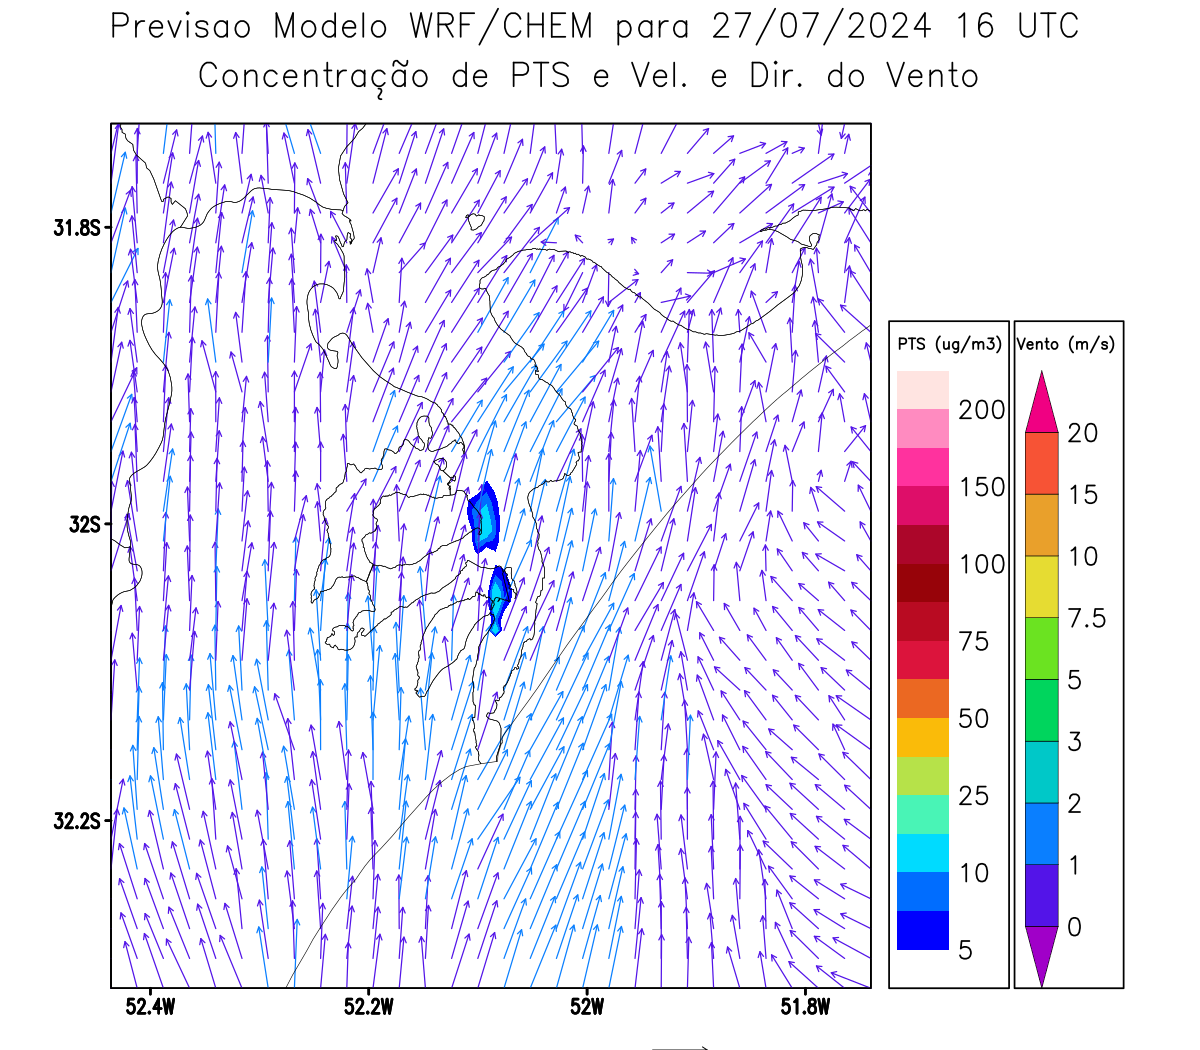 Previsao Modelo WRF/CHEM para 27/07/2024 16 UTC
Concentração de PTS e Vel. e Dir. do Vento
31.8S
32S
32.2S
52.4W 52.2W 52W 51.8W
PTS (ug/m3)
200
150
100
75
50
25
10
5
Vento (m/s)
20
15
10
7.5
5
3
2
1
0